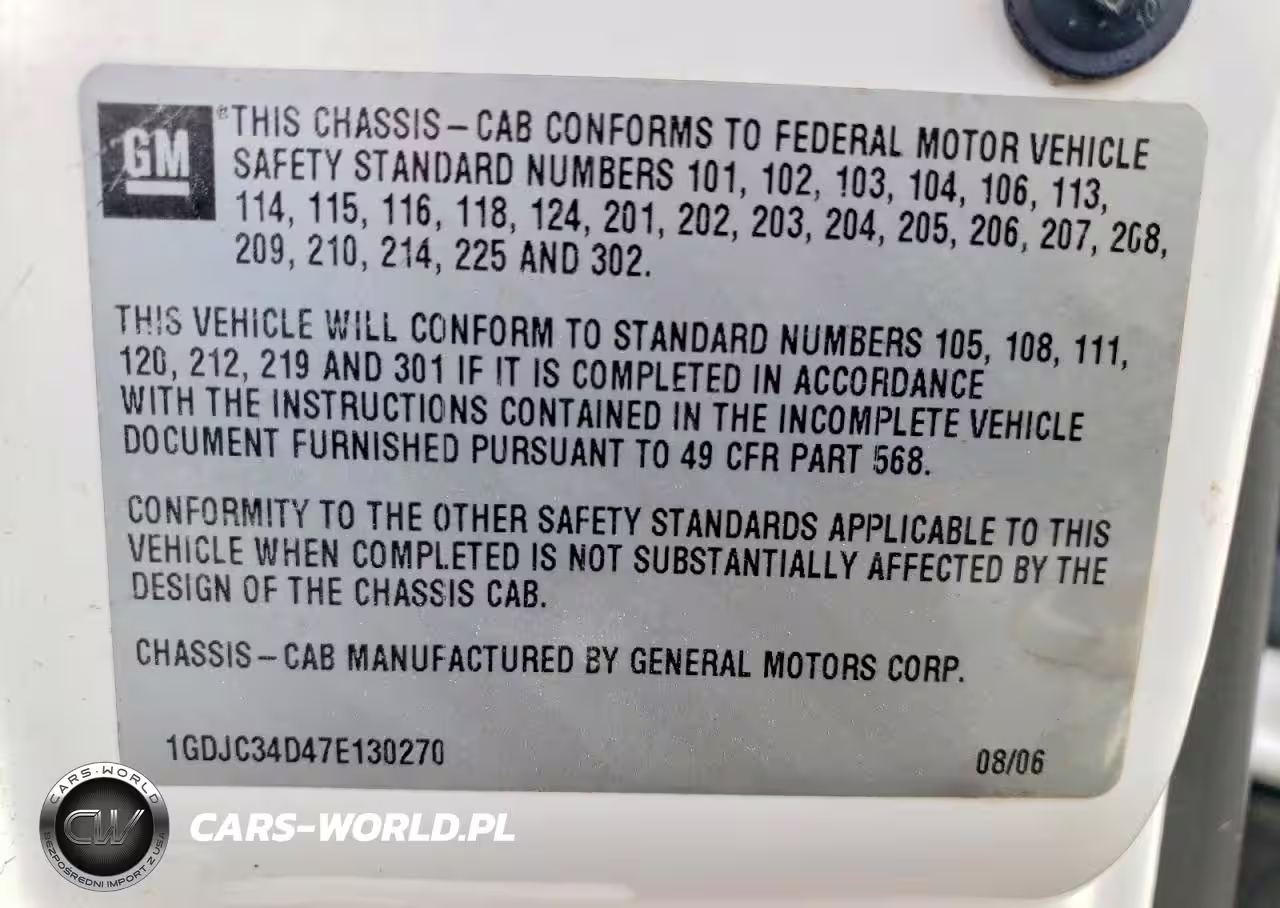 GM
®THIS CHASSIS–CAB CONFORMS TO FEDERAL MOTOR VEHICLE
SAFETY STANDARD NUMBERS 101, 102, 103, 104, 106, 113,
114, 115, 116, 118, 124, 201, 202, 203, 204, 205, 206, 207, 208,
209, 210, 214, 225 AND 302.
THIS VEHICLE WILL CONFORM TO STANDARD NUMBERS 105, 108, 111,
120, 212, 219 AND 301 IF IT IS COMPLETED IN ACCORDANCE
WITH THE INSTRUCTIONS CONTAINED IN THE INCOMPLETE VEHICLE
DOCUMENT FURNISHED PURSUANT TO 49 CFR PART 568.
CONFORMITY TO THE OTHER SAFETY STANDARDS APPLICABLE TO THIS
VEHICLE WHEN COMPLETED IS NOT SUBSTANTIALLY AFFECTED BY THE
DESIGN OF THE CHASSIS CAB.
CHASSIS–CAB MANUFACTURED BY GENERAL MOTORS CORP.
1GDJC34D47E130270 08/06
CARS-WORLD
CW
BEZPOŚREDNI IMPORT Z USA
CARS-WORLD.PL